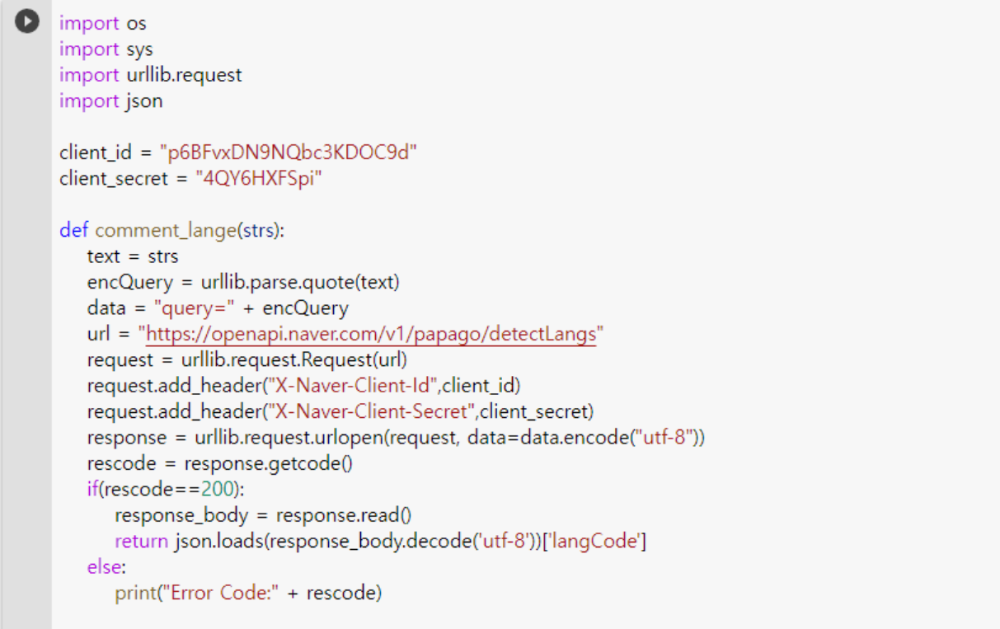 import os
import sys
import urllib.request
import json
client_id = "p6BFvxDN9NQbc3KDOC9d"
client_secret = "4QY6HXFSpi"
def comment_lange(strs):
text = strs
encQuery = urllib.parse.quote(text)
data = "query=" + encQuery
url = "https://openapi.naver.com/v1/papago/detectLangs"
request = urllib.request.Request(url)
request.add_header("X-Naver-Client-Id",client_id)
request.add_header("X-Naver-Client-Secret",client_secret)
response = urllib.request.urlopen(request, data=data.encode("utf-8"))
rescode = response.getcode()
if(rescode==200):
response_body = response.read()
return json.loads(response_body.decode('utf-8'))['langCode']
else:
print("Error Code:" + rescode)